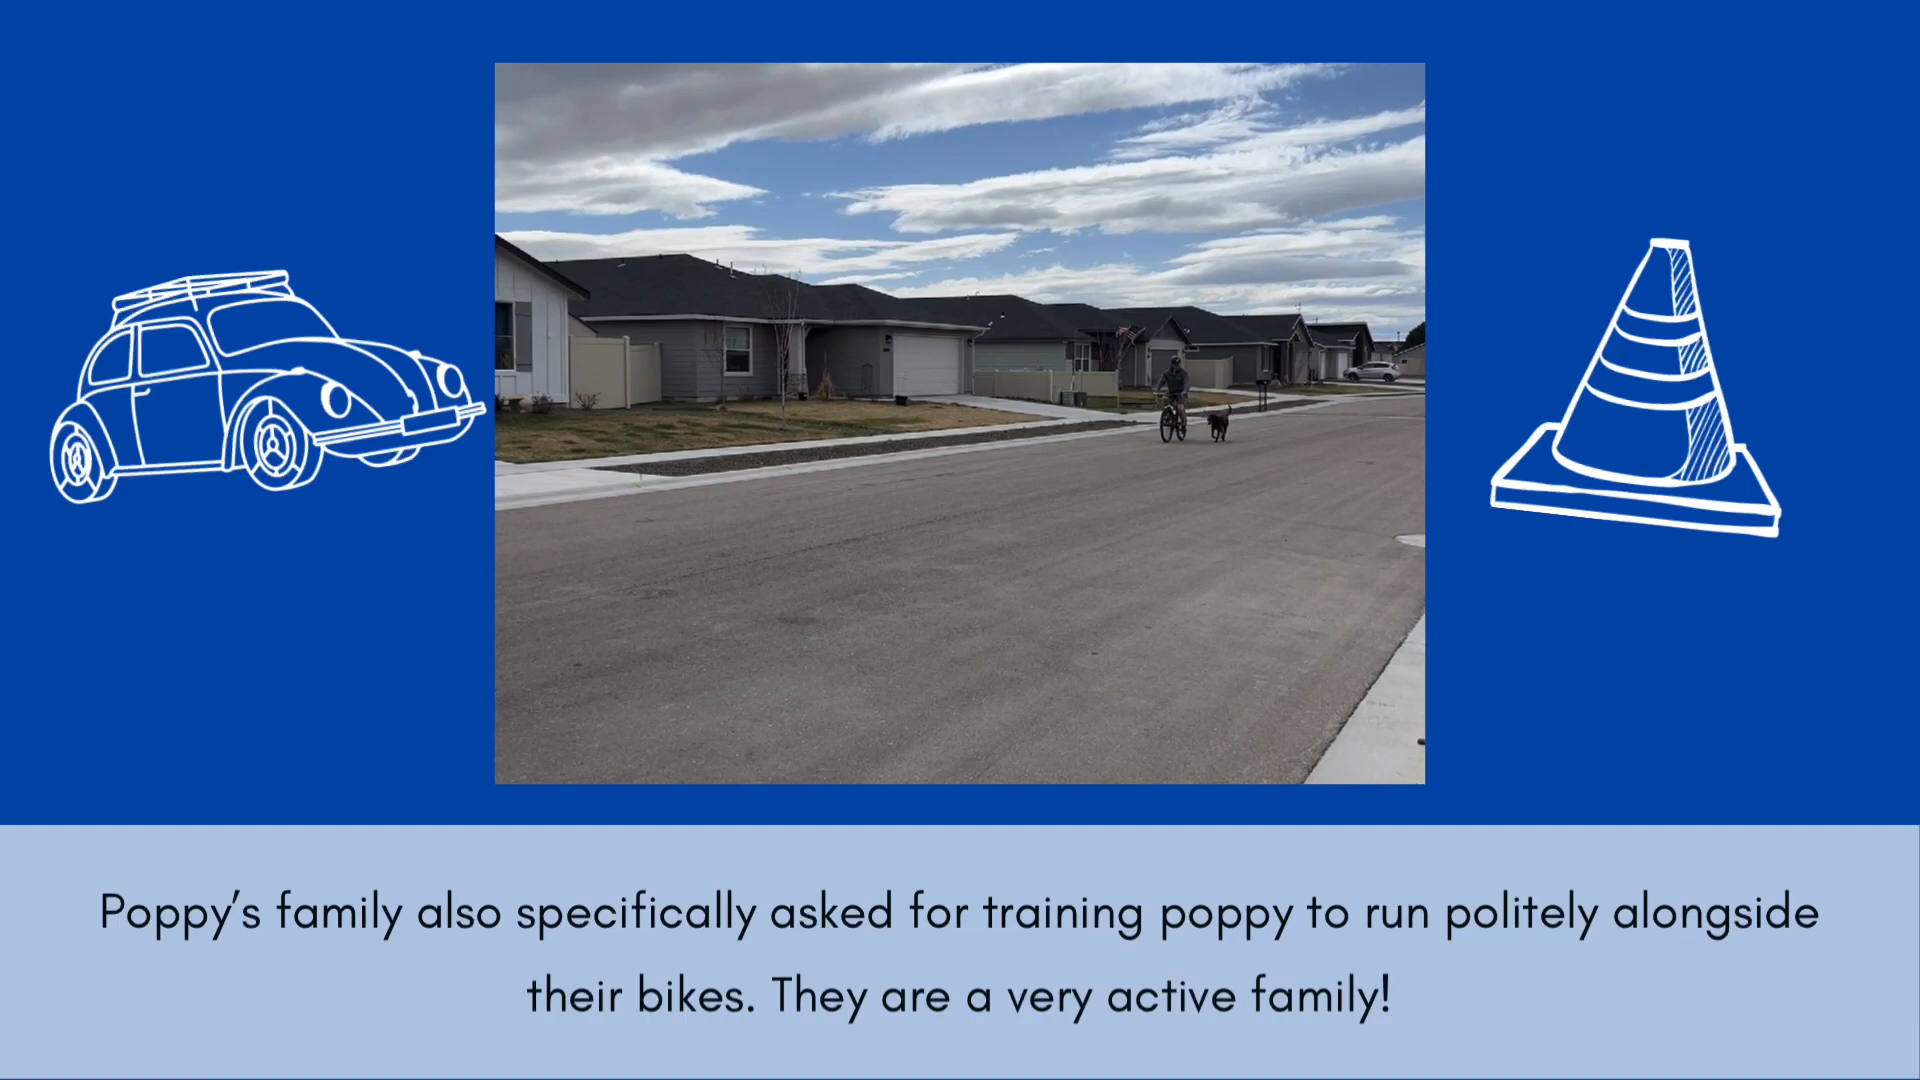 Poppy’s family also specifically asked for training poppy to run politely alongside
their bikes. They are a very active family!